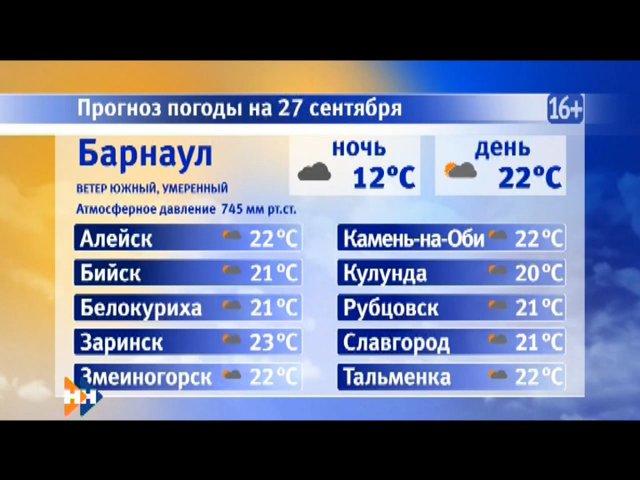 Прогноз погоды на 27 сентября
16+
Барнаул
ночь
12°C
день
22°C
ВЕТЕР ЮЖНЫЙ, УМЕРЕННЫЙ
Атмосферное давление 745 мм рт.ст.
Алейск 22°C
Бийск 21°C
Белокуриха 21°C
Заринск 23°C
Змеиногорск 22°C
Камень-на-Оби 22°C
Кулунда 20°C
Рубцовск 21°C
Славгород 21°C
Тальменка 22°C
НН